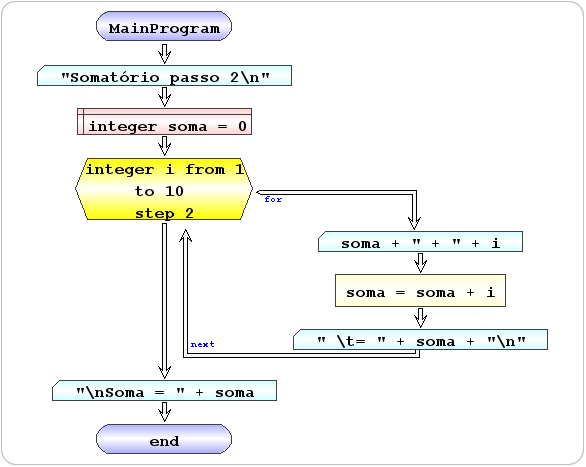 MainProgram
"Somatório passo 2\n"
integer soma = 0
integer i from 1
to 10
step 2
for
soma + " + " + i
soma = soma + i
" \t= " + soma + "\n"
next
"\nSoma = " + soma
end